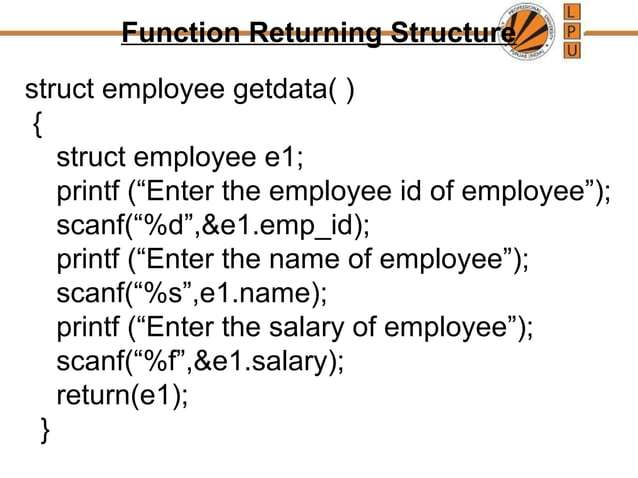 Function Returning Structure
L
P
U
struct employee getdata( )
{
struct employee e1;
printf (“Enter the employee id of employee”);
scanf(“%d”,&e1.emp_id);
printf (“Enter the name of employee”);
scanf(“%s”,e1.name);
printf (“Enter the salary of employee”);
scanf(“%f”,&e1.salary);
return(e1);
}